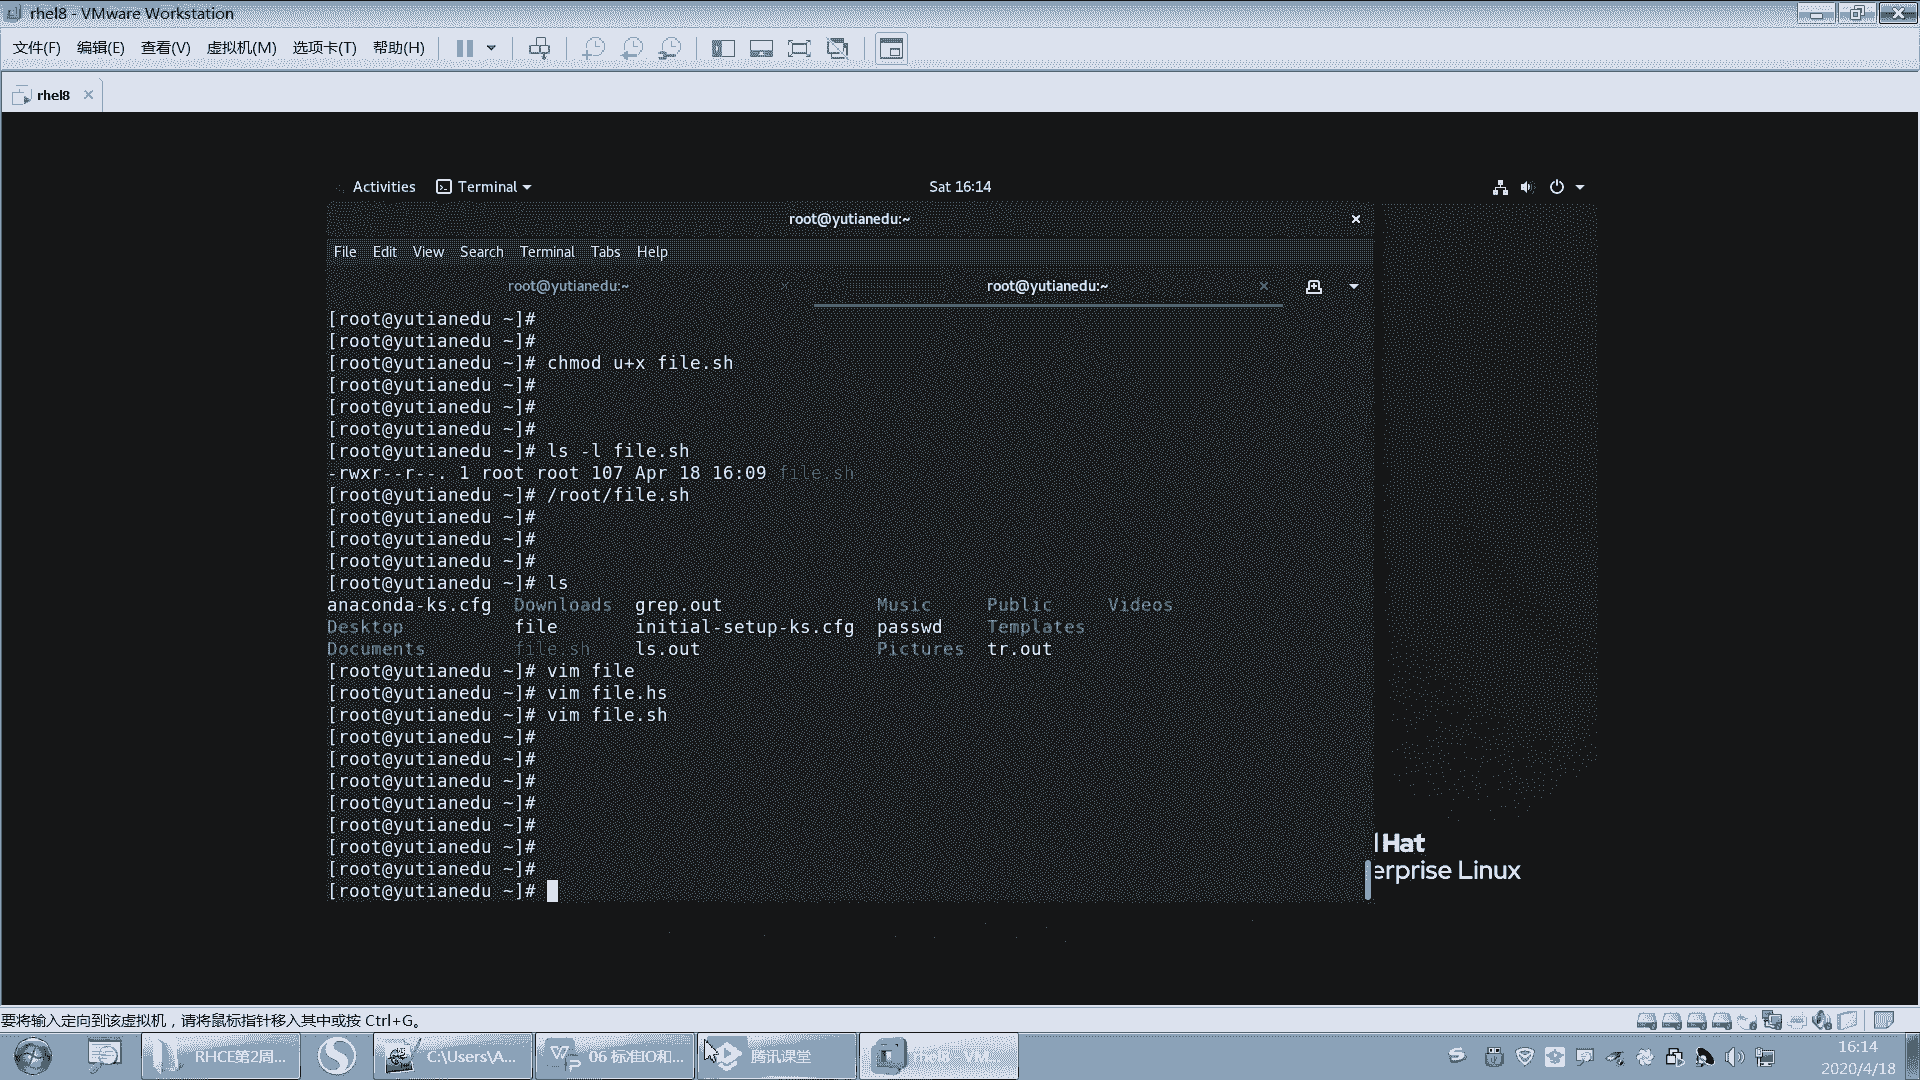 rhel8 - VMware Workstation
文件(F) 编辑(E) 查看(V) 虚拟机(M) 选项卡(T) 帮助(H)
rhel8
Activities Terminal Sat 16:14
root@yutianedu:~
File Edit View Search Terminal Tabs Help
root@yutianedu:~ root@yutianedu:~
[root@yutianedu ~]#
[root@yutianedu ~]#
[root@yutianedu ~]# chmod u+x file.sh
[root@yutianedu ~]#
[root@yutianedu ~]#
[root@yutianedu ~]#
[root@yutianedu ~]# ls -l file.sh
-rwxr--r--. 1 root root 107 Apr 18 16:09 file.sh
[root@yutianedu ~]# /root/file.sh
[root@yutianedu ~]#
[root@yutianedu ~]#
[root@yutianedu ~]#
[root@yutianedu ~]# ls
anaconda-ks.cfg Downloads grep.out Music Public Videos
Desktop file initial-setup-ks.cfg passwd Templates
Documents file.sh ls.out Pictures tr.out
[root@yutianedu ~]# vim file
[root@yutianedu ~]# vim file.hs
[root@yutianedu ~]# vim file.sh
[root@yutianedu ~]#
[root@yutianedu ~]#
[root@yutianedu ~]#
[root@yutianedu ~]#
[root@yutianedu ~]#
[root@yutianedu ~]#
[root@yutianedu ~]#
[root@yutianedu ~]#
Hat
erprise Linux
要将输入定向到该虚拟机，请将鼠标指针移入其中或按 Ctrl+G。
RHCE第2周... C:\Users\A... 06 标准IO和... 腾讯课堂 rhel8 - VM...
16:14
2020/4/18